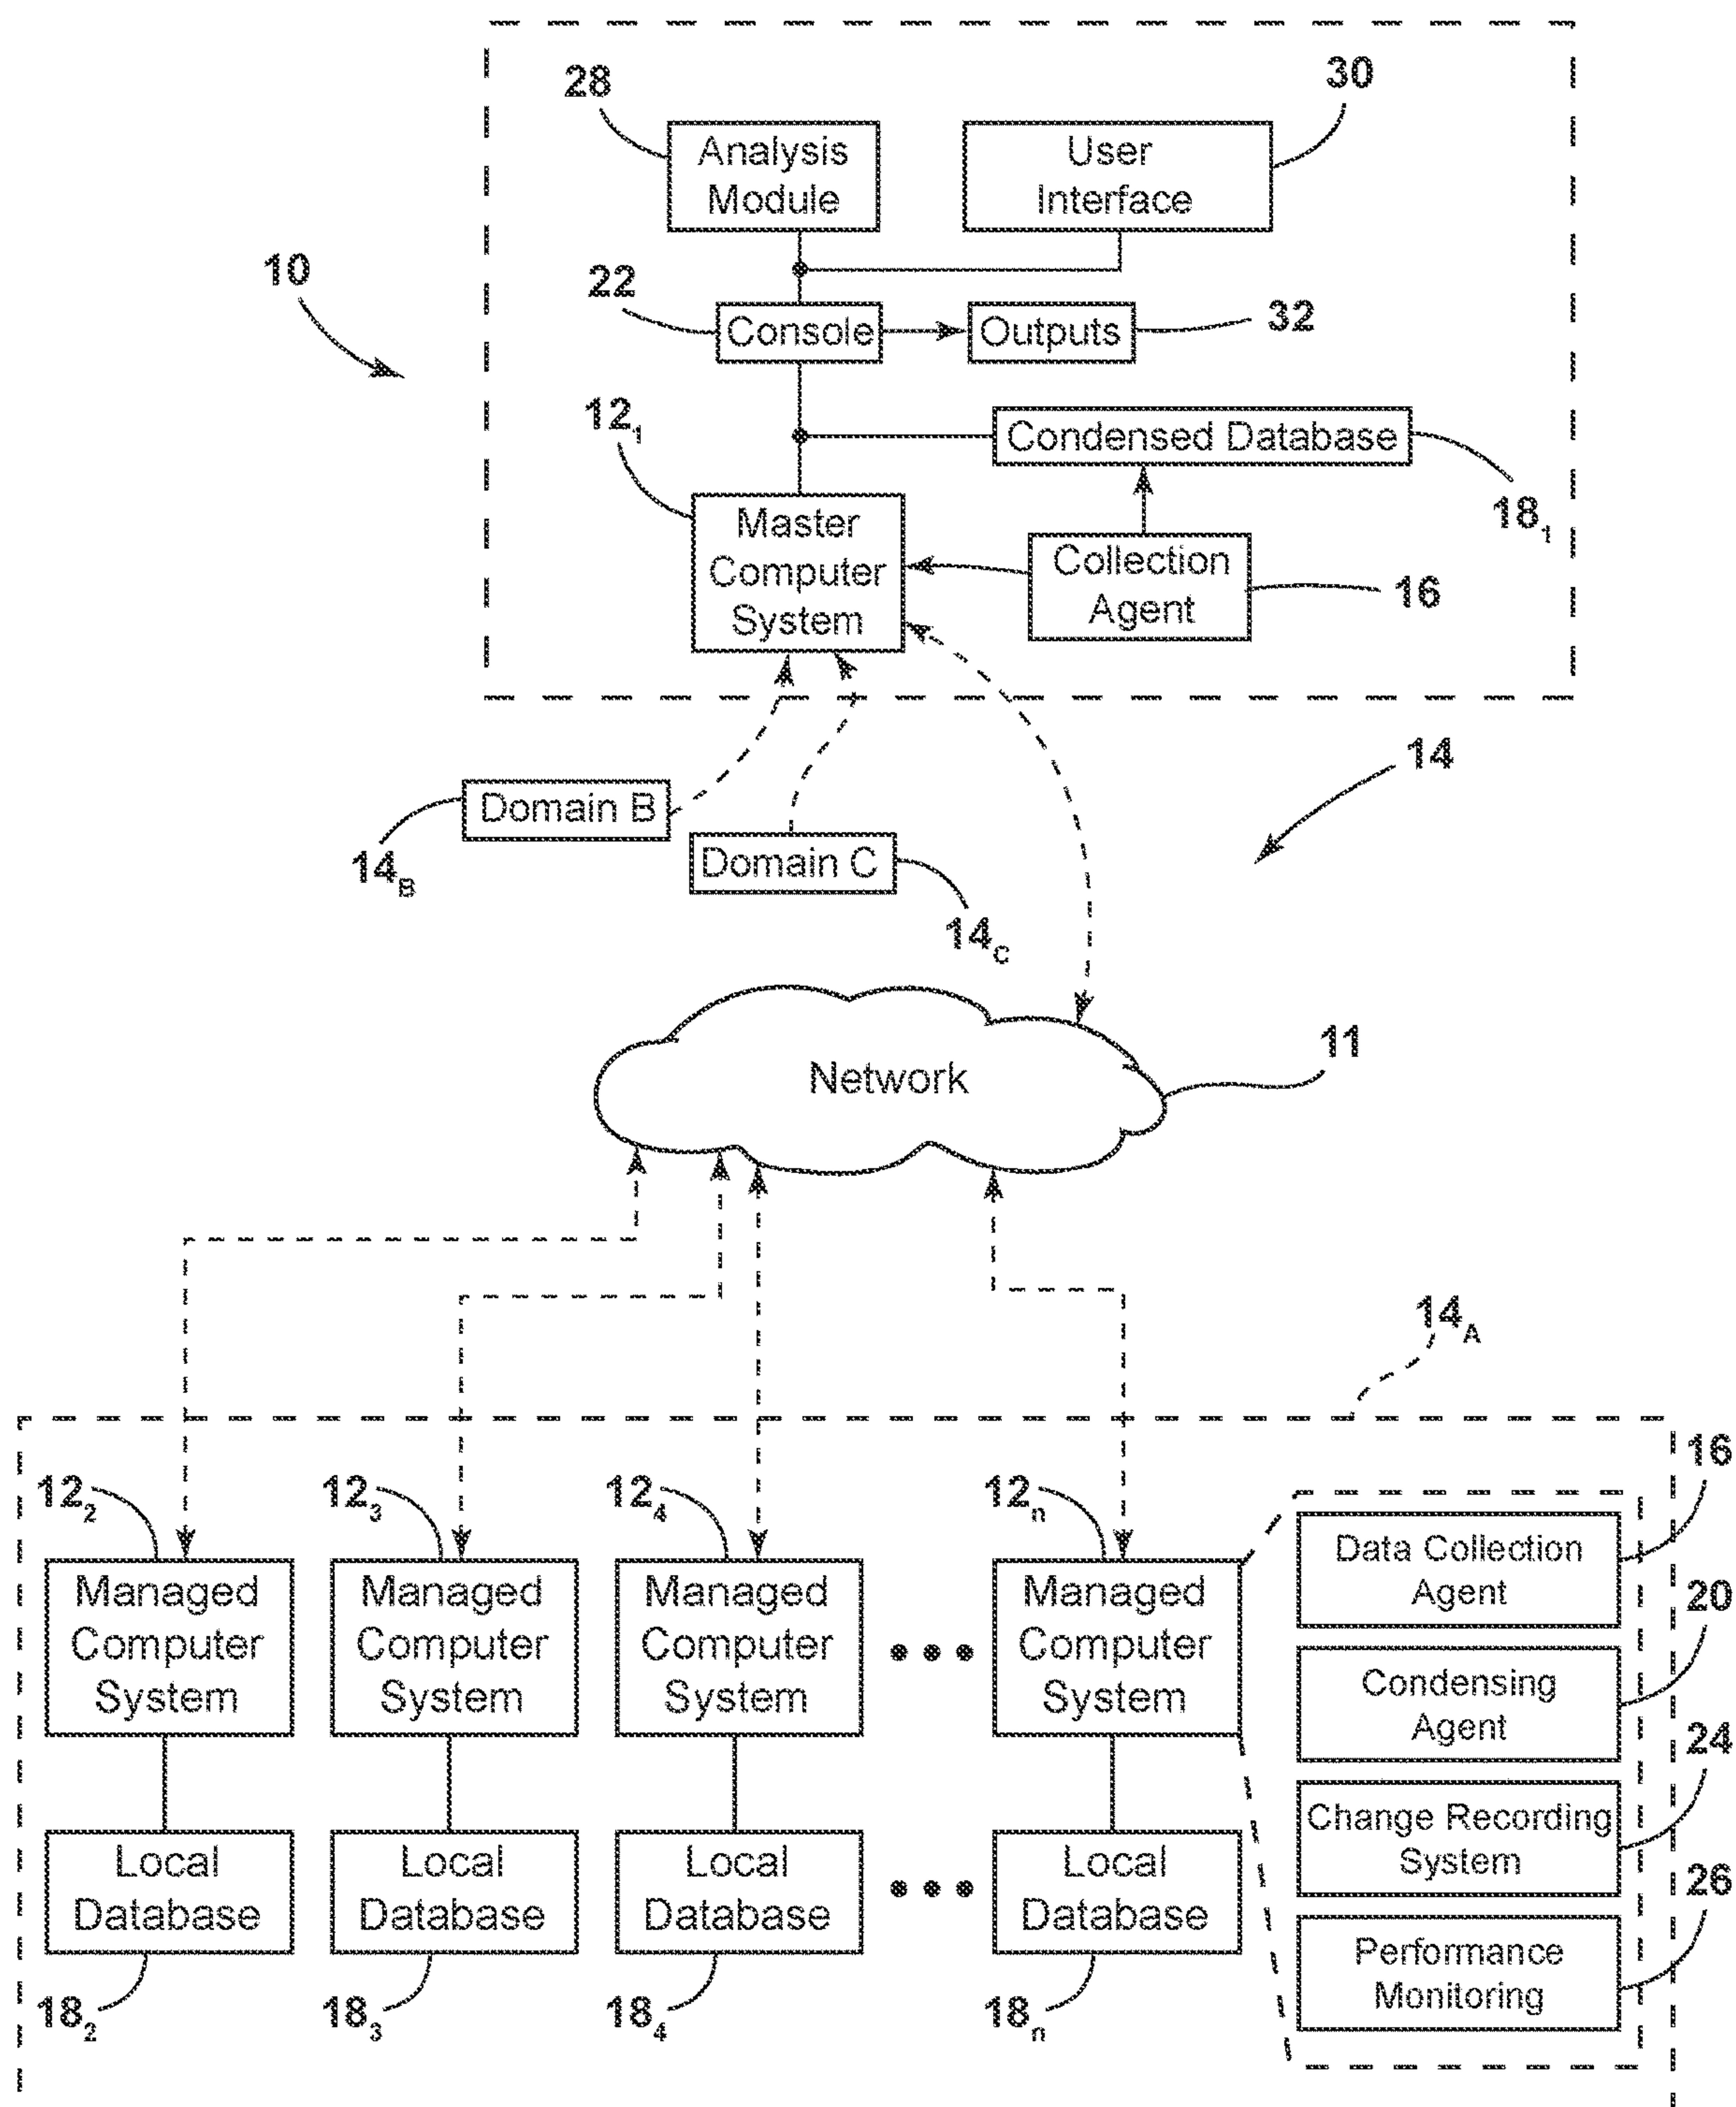 28
30
Analysis
Module
User
Interface
10
22
Console
Outputs
32
12₁
Condensed Database
18₁
Master
Computer
System
Collection
Agent
16
14
Domain B
14B
Domain C
14C
Network
11
14A
12₂
12₃
12₄
12n
16
Managed
Computer
System
Managed
Computer
System
Managed
Computer
System
Managed
Computer
System
Data Collection
Agent
20
Condensing
Agent
24
Change Recording
System
26
Local
Database
Local
Database
Local
Database
Local
Database
Performance
Monitoring
18₂
18₃
18₄
18n